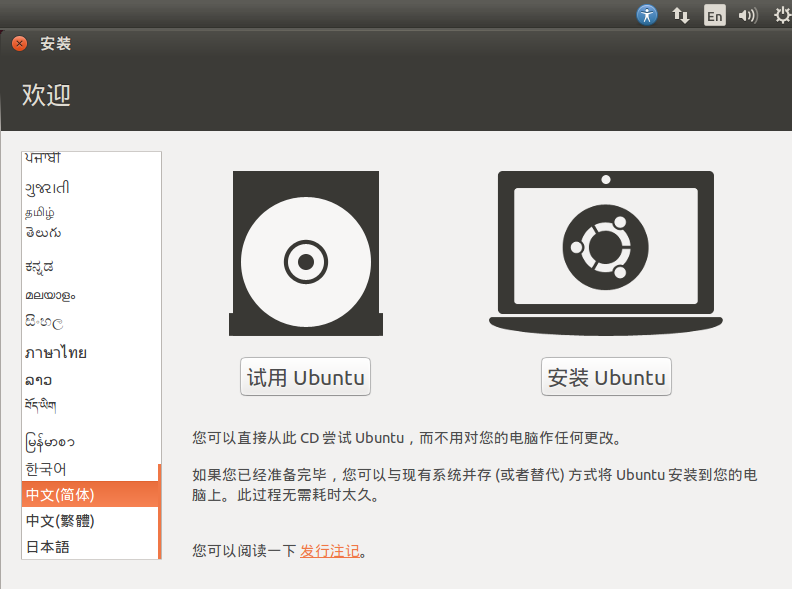 En
安装
欢迎
ਪੰਜਾਬੀ
ગુજરાતી
தமிழ்
తెలుగు
ಕನ್ನಡ
മലയാളം
සිංහල
ภาษาไทย
ລາວ
བོད་ཡིག
မြန်မာစာ
한국어
中文(简体)
中文(繁體)
日本語
试用 Ubuntu
安装 Ubuntu
您可以直接从此 CD 尝试 Ubuntu，而不用对您的电脑作任何更改。
如果您已经准备完毕，您可以与现有系统并存 (或者替代) 方式将 Ubuntu 安装到您的电
脑上。此过程无需耗时太久。
您可以阅读一下 发行注记。